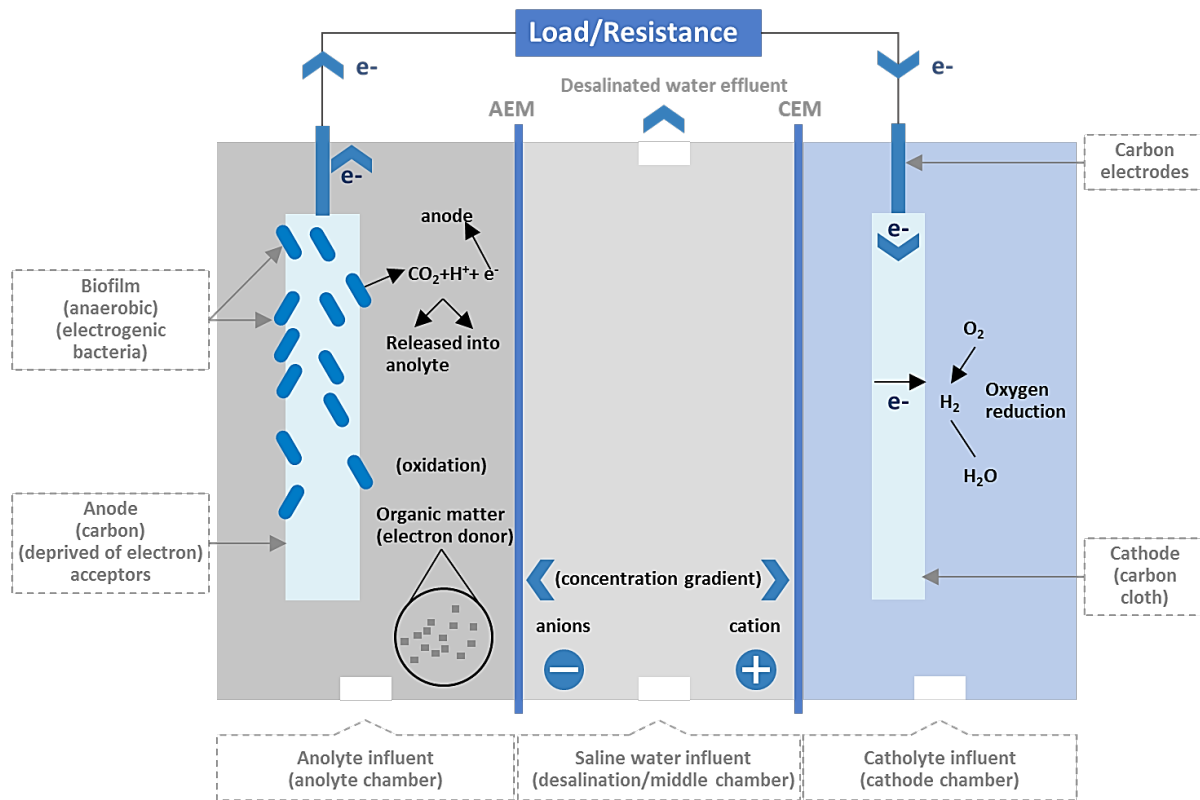 Load/Resistance
e-
e-
Desalinated water effluent
AEM
CEM
Carbon
electrodes
e-
anode
e-
CO₂+H⁺+ e⁻
Biofilm
(anaerobic)
(electrogenic
bacteria)
Released into
anolyte
O₂
e-
H₂
Oxygen
reduction
(oxidation)
H₂O
Anode
(carbon)
(deprived of electron)
acceptors
Organic matter
(electron donor)
Cathode
(carbon
cloth)
(concentration gradient)
anions
cation
Anolyte influent
(anolyte chamber)
Saline water influent
(desalination/middle chamber)
Catholyte influent
(cathode chamber)